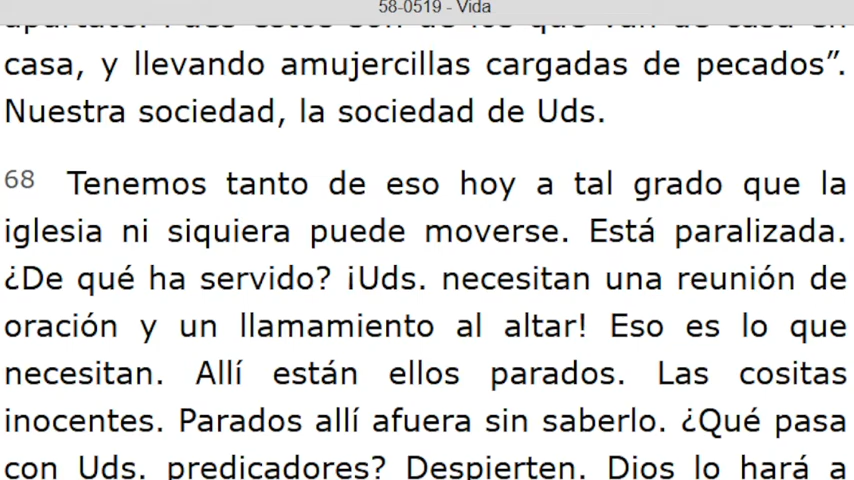 58-0519 - Vida
casa, y llevando amujercillas cargadas de pecados”.
Nuestra sociedad, la sociedad de Uds.
68 Tenemos tanto de eso hoy a tal grado que la
iglesia ni siquiera puede moverse. Está paralizada.
¿De qué ha servido? ¡Uds. necesitan una reunión de
oración y un llamamiento al altar! Eso es lo que
necesitan. Allí están ellos parados. Las cositas
inocentes. Parados allí afuera sin saberlo. ¿Qué pasa
con Uds. predicadores? Despierten. Dios lo hará a